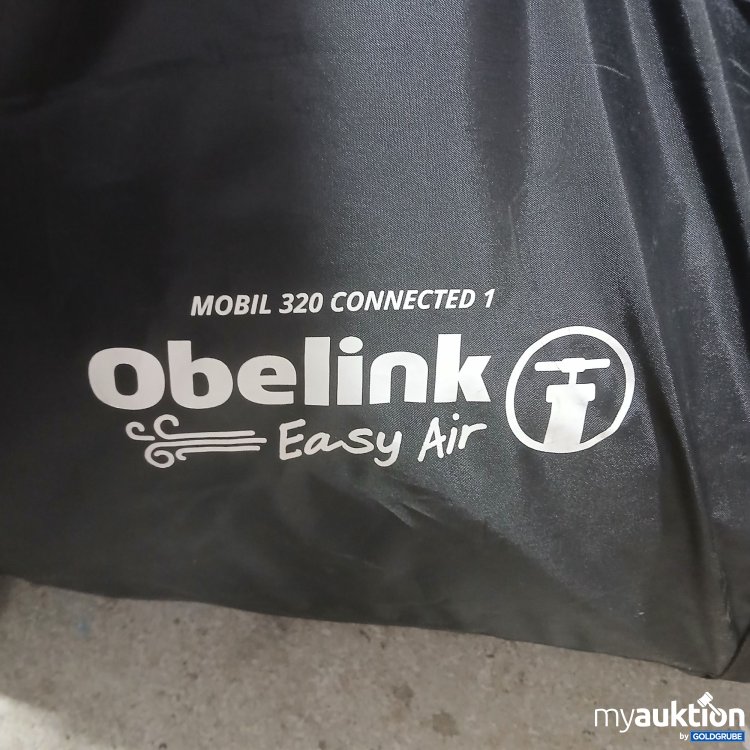 MOBIL 320 CONNECTED 1
Obelink
Easy Air
myauktion
by GOLDGRUBE